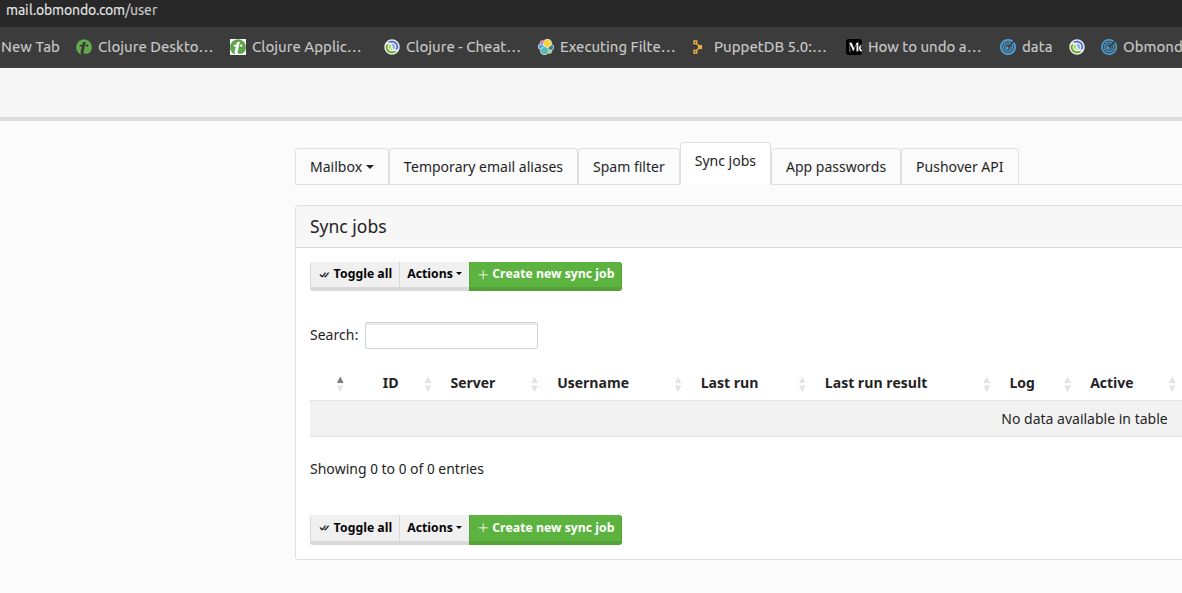 mail.obmondo.com/user
New Tab Clojure Deskto... Clojure Applic... Clojure - Cheat... Executing Filte... PuppetDB 5.0:... How to undo a... data Obmond
Mailbox Temporary email aliases Spam filter Sync jobs App passwords Pushover API
Sync jobs
Toggle all Actions + Create new sync job
Search:
ID Server Username Last run Last run result Log Active
No data available in table
Showing 0 to 0 of 0 entries
Toggle all Actions + Create new sync job